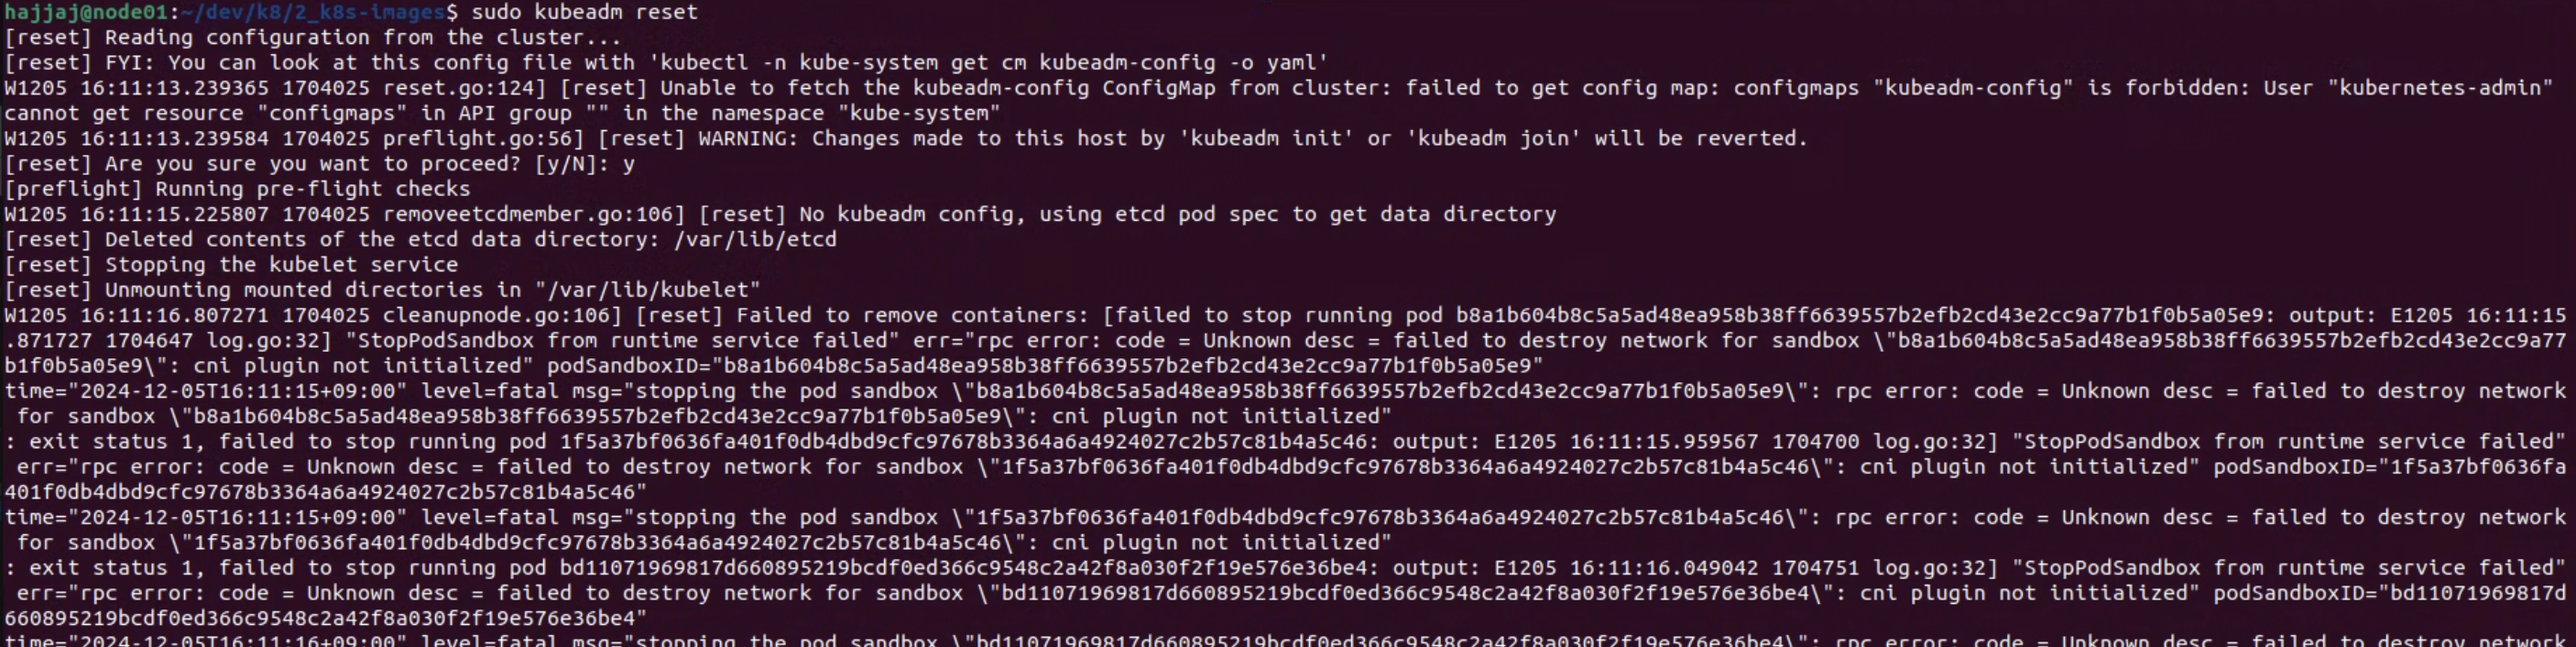 hajjaj@node01:~/dev/k8/2_k8s-images$ sudo kubeadm reset
[reset] Reading configuration from the cluster...
[reset] FYI: You can look at this config file with 'kubectl -n kube-system get cm kubeadm-config -o yaml'
W1205 16:11:13.239365 1704025 reset.go:124] [reset] Unable to fetch the kubeadm-config ConfigMap from cluster: failed to get config map: configmaps "kubeadm-config" is forbidden: User "kubernetes-admin"
cannot get resource "configmaps" in API group "" in the namespace "kube-system"
W1205 16:11:13.239584 1704025 preflight.go:56] [reset] WARNING: Changes made to this host by 'kubeadm init' or 'kubeadm join' will be reverted.
[reset] Are you sure you want to proceed? [y/N]: y
[preflight] Running pre-flight checks
W1205 16:11:15.225807 1704025 removeetcdmember.go:106] [reset] No kubeadm config, using etcd pod spec to get data directory
[reset] Deleted contents of the etcd data directory: /var/lib/etcd
[reset] Stopping the kubelet service
[reset] Unmounting mounted directories in "/var/lib/kubelet"
W1205 16:11:16.807271 1704025 cleanupnode.go:106] [reset] Failed to remove containers: [failed to stop running pod b8a1b604b8c5a5ad48ea958b38ff6639557b2efb2cd43e2cc9a77b1f0b5a05e9: output: E1205 16:11:15
.871727 1704647 log.go:32] "StopPodSandbox from runtime service failed" err="rpc error: code = Unknown desc = failed to destroy network for sandbox \"b8a1b604b8c5a5ad48ea958b38ff6639557b2efb2cd43e2cc9a77
b1f0b5a05e9\": cni plugin not initialized" podSandboxID="b8a1b604b8c5a5ad48ea958b38ff6639557b2efb2cd43e2cc9a77b1f0b5a05e9"
time="2024-12-05T16:11:15+09:00" level=fatal msg="stopping the pod sandbox \"b8a1b604b8c5a5ad48ea958b38ff6639557b2efb2cd43e2cc9a77b1f0b5a05e9\": rpc error: code = Unknown desc = failed to destroy network
 for sandbox \"b8a1b604b8c5a5ad48ea958b38ff6639557b2efb2cd43e2cc9a77b1f0b5a05e9\": cni plugin not initialized"
: exit status 1, failed to stop running pod 1f5a37bf0636fa401f0db4dbd9cfc97678b3364a6a4924027c2b57c81b4a5c46: output: E1205 16:11:15.959567 1704700 log.go:32] "StopPodSandbox from runtime service failed"
 err="rpc error: code = Unknown desc = failed to destroy network for sandbox \"1f5a37bf0636fa401f0db4dbd9cfc97678b3364a6a4924027c2b57c81b4a5c46\": cni plugin not initialized" podSandboxID="1f5a37bf0636fa
401f0db4dbd9cfc97678b3364a6a4924027c2b57c81b4a5c46"
time="2024-12-05T16:11:15+09:00" level=fatal msg="stopping the pod sandbox \"1f5a37bf0636fa401f0db4dbd9cfc97678b3364a6a4924027c2b57c81b4a5c46\": rpc error: code = Unknown desc = failed to destroy network
 for sandbox \"1f5a37bf0636fa401f0db4dbd9cfc97678b3364a6a4924027c2b57c81b4a5c46\": cni plugin not initialized"
: exit status 1, failed to stop running pod bd11071969817d660895219bcdf0ed366c9548c2a42f8a030f2f19e576e36be4: output: E1205 16:11:16.049042 1704751 log.go:32] "StopPodSandbox from runtime service failed"
 err="rpc error: code = Unknown desc = failed to destroy network for sandbox \"bd11071969817d660895219bcdf0ed366c9548c2a42f8a030f2f19e576e36be4\": cni plugin not initialized" podSandboxID="bd11071969817d
660895219bcdf0ed366c9548c2a42f8a030f2f19e576e36be4"
time="2024-12-05T16:11:16+09:00" level=fatal msg="stopping the pod sandbox \"bd11071969817d660895219bcdf0ed366c9548c2a42f8a030f2f19e576e36be4\": rpc error: code = Unknown desc = failed to destroy network